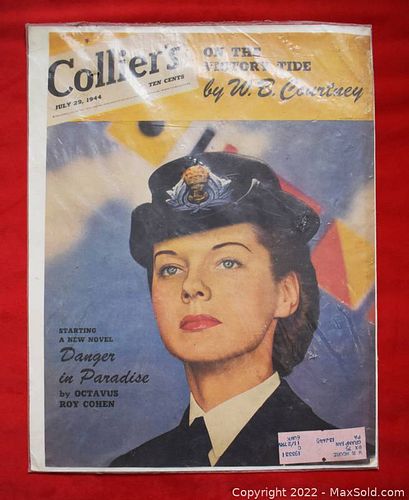 Collier's
TEN CENTS
JULY 29, 1944
ON THE
VICTORY TIDE
by W. B. Courtney
STARTING
A NEW NOVEL
Danger
in Paradise
by OCTAVUS
ROY COHEN
Copyright © 2022 - MaxSold.com